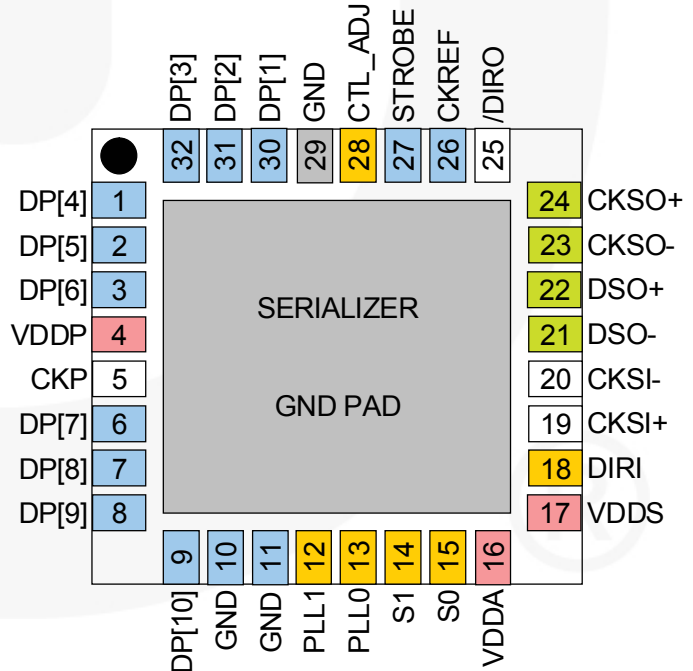 DP[3]
DP[2]
DP[1]
GND
CTL_ADJ
STROBE
CKREF
/DIRO
32
31
30
29
28
27
26
25
DP[4] 1
DP[5] 2
DP[6] 3
VDDP 4
CKP 5
DP[7] 6
DP[8] 7
DP[9] 8
SERIALIZER
GND PAD
24 CKSO+
23 CKSO-
22 DSO+
21 DSO-
20 CKSI-
19 CKSI+
18 DIRI
17 VDDS
9
10
11
12
13
14
15
16
DP[10]
GND
GND
PLL1
PLL0
S1
S0
VDDA
®